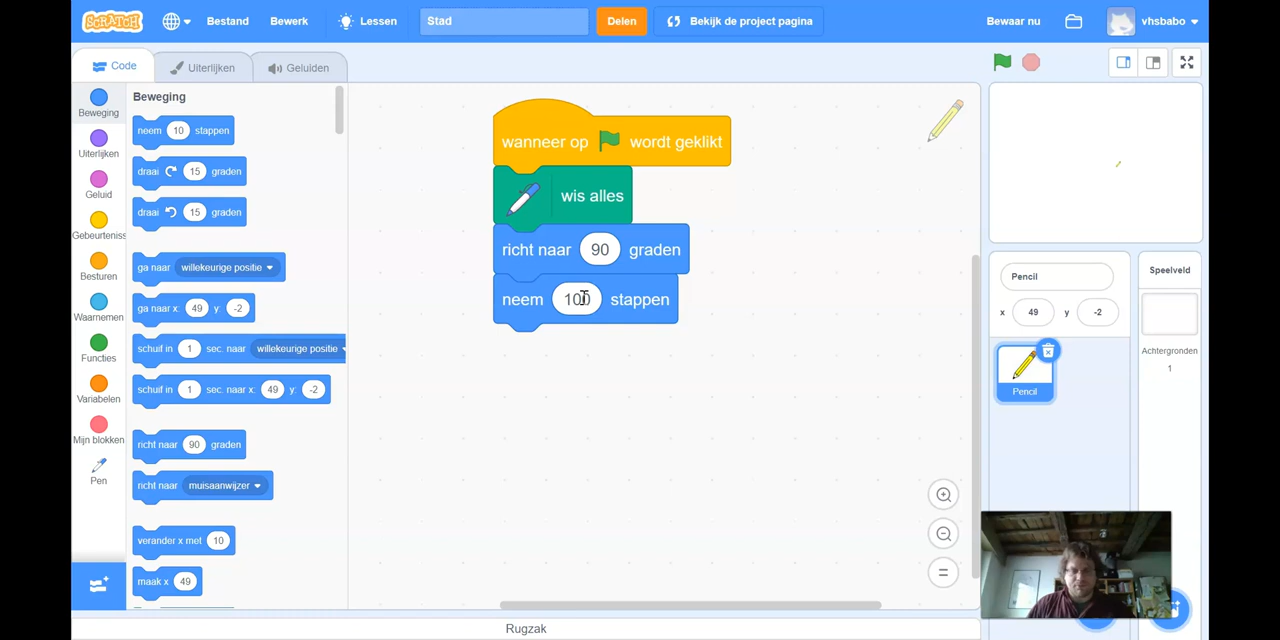 SCRATCH Bestand Bewerk Lessen Stad Delen Bekijk de project pagina Bewaar nu vhsbabo
Code Uiterlijken Geluiden
Beweging
Uiterlijken
Geluid
Gebeurteniss
Besturen
Waarnemen
Functies
Variabelen
Mijn blokken
Pen
Beweging
neem 10 stappen
draai 15 graden
draai 15 graden
ga naar willekeurige positie
ga naar x: 49 y: -2
schuif in 1 sec. naar willekeurige positie
schuif in 1 sec. naar x: 49 y: -2
richt naar 90 graden
richt naar muisaanwijzer
verander x met 10
maak x 49
wanneer op wordt geklikt
wis alles
richt naar 90 graden
neem 100 stappen
Pencil
x 49 y -2
Pencil
Speelveld
Achtergronden
1
Rugzak